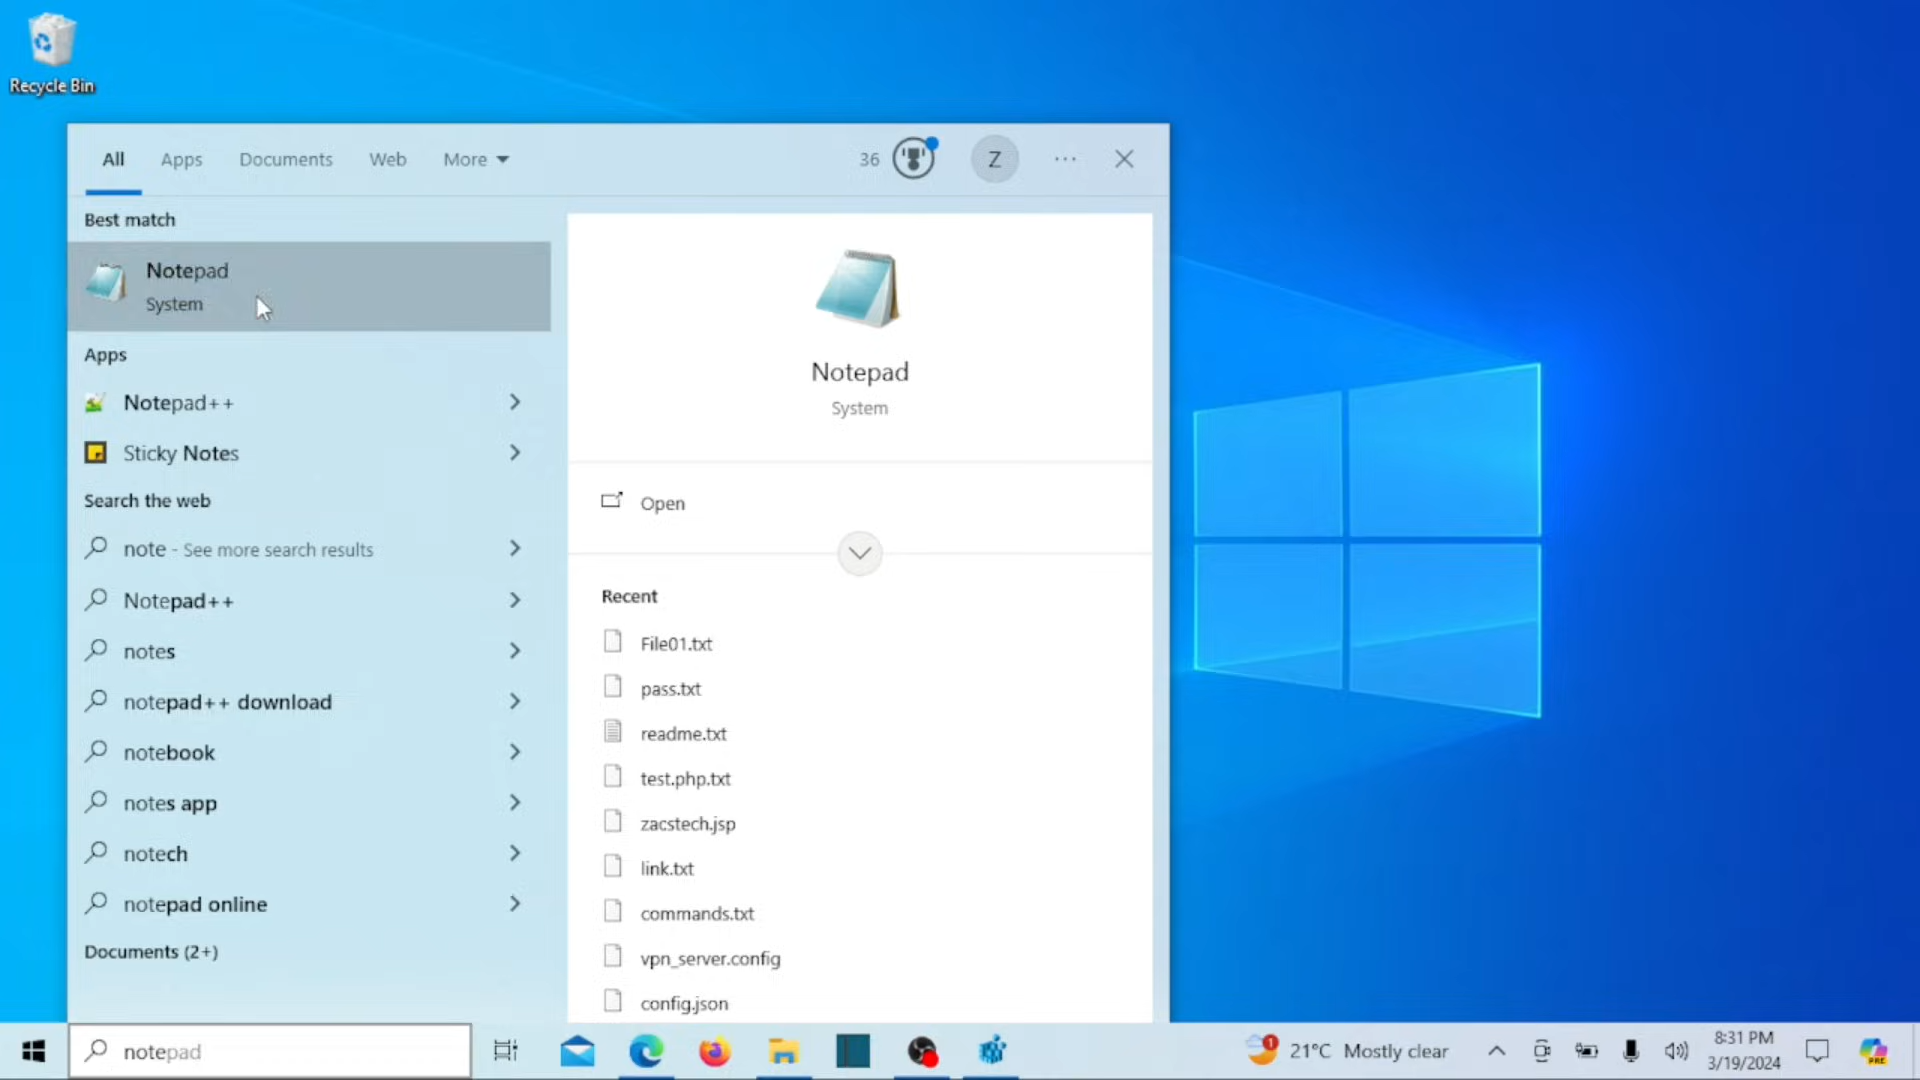 Recycle Bin
All Apps Documents Web More 36 Z
Best match
Notepad
System
Apps
Notepad++
Sticky Notes
Search the web
note - See more search results
Notepad++
notes
notepad++ download
notebook
notes app
notech
notepad online
Documents (2+)
Notepad
System
Open
Recent
File01.txt
pass.txt
readme.txt
test.php.txt
zacstech.jsp
link.txt
commands.txt
vpn_server.config
config.json
notepad
1
21°C Mostly clear
8:31 PM
3/19/2024
PRE